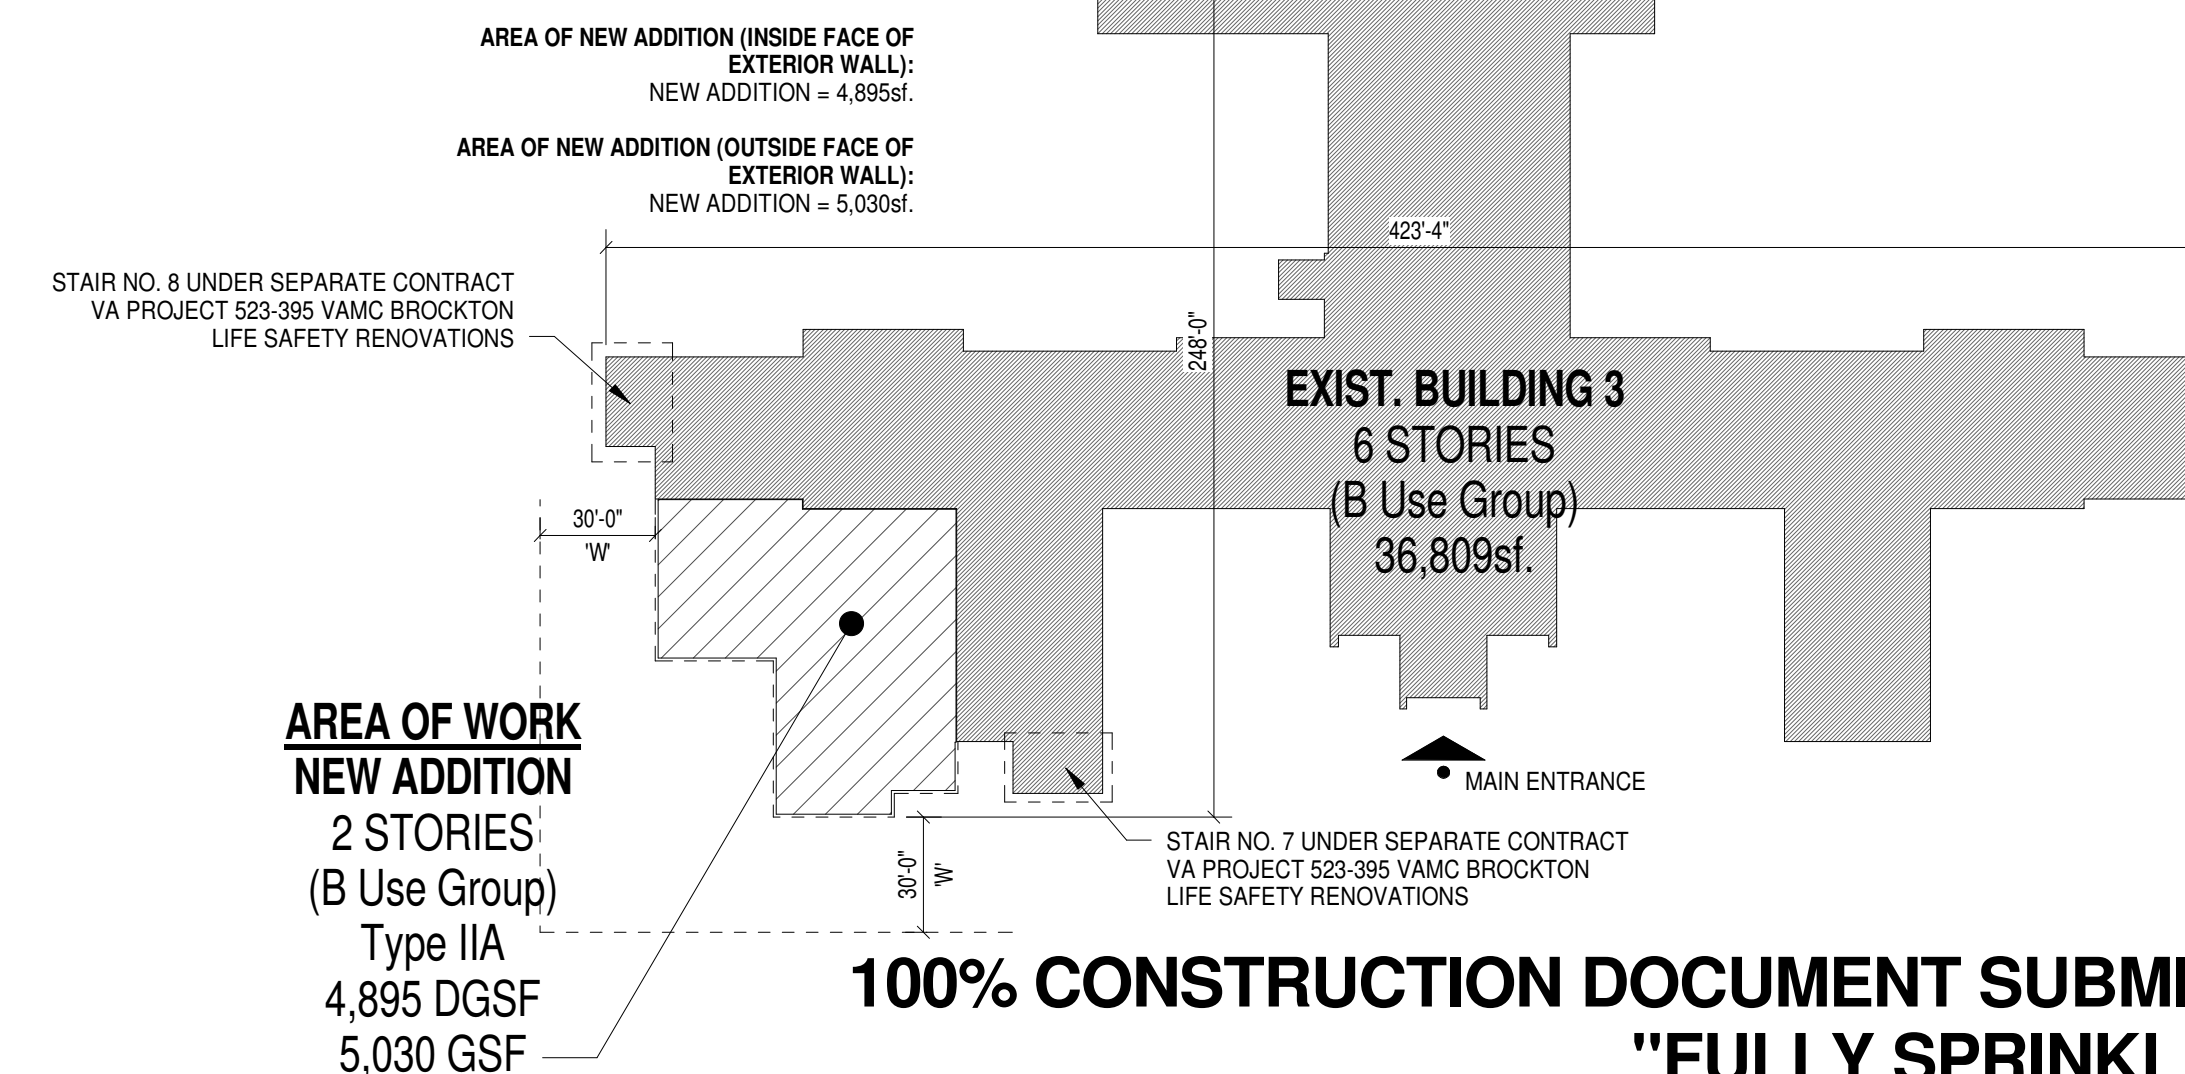 AREA OF NEW ADDITION (INSIDE FACE OF
EXTERIOR WALL):
NEW ADDITION = 4,895sf.
AREA OF NEW ADDITION (OUTSIDE FACE OF
EXTERIOR WALL):
NEW ADDITION = 5,030sf.
423'-4"
STAIR NO. 8 UNDER SEPARATE CONTRACT
VA PROJECT 523-395 VAMC BROCKTON
LIFE SAFETY RENOVATIONS
248'-0"
EXIST. BUILDING 3
6 STORIES
(B Use Group)
36,809sf.
30'-0"
'W'
AREA OF WORK
NEW ADDITION
2 STORIES
(B Use Group)
Type IIA
4,895 DGSF
5,030 GSF
MAIN ENTRANCE
STAIR NO. 7 UNDER SEPARATE CONTRACT
VA PROJECT 523-395 VAMC BROCKTON
LIFE SAFETY RENOVATIONS
30'-0"
'W'
100% CONSTRUCTION DOCUMENT SUBMI
"FULLY SPRINKL